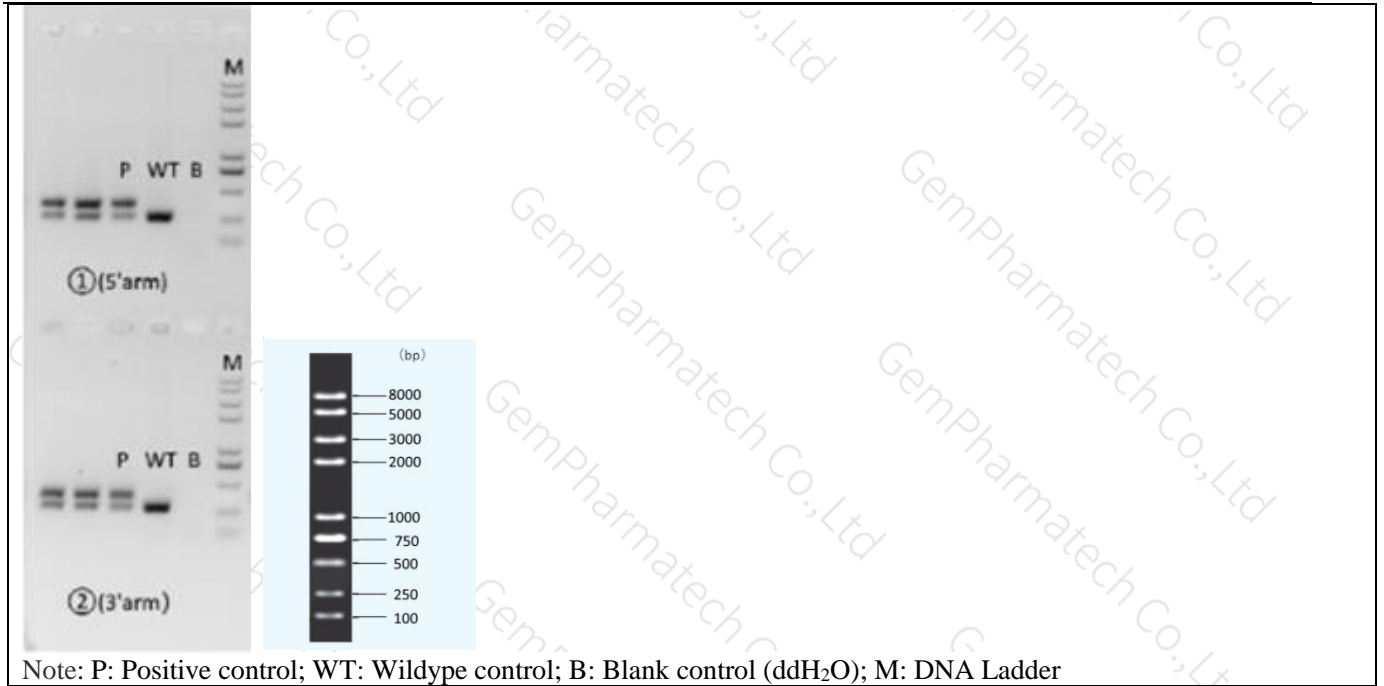 M
P WT B
①(5'arm)
M
P WT B
②(3'arm)
(bp)
8000
5000
3000
2000
1000
750
500
250
100
Note: P: Positive control; WT: Wildype control; B: Blank control (ddH₂O); M: DNA Ladder
GemPharmatech Co.,Ltd